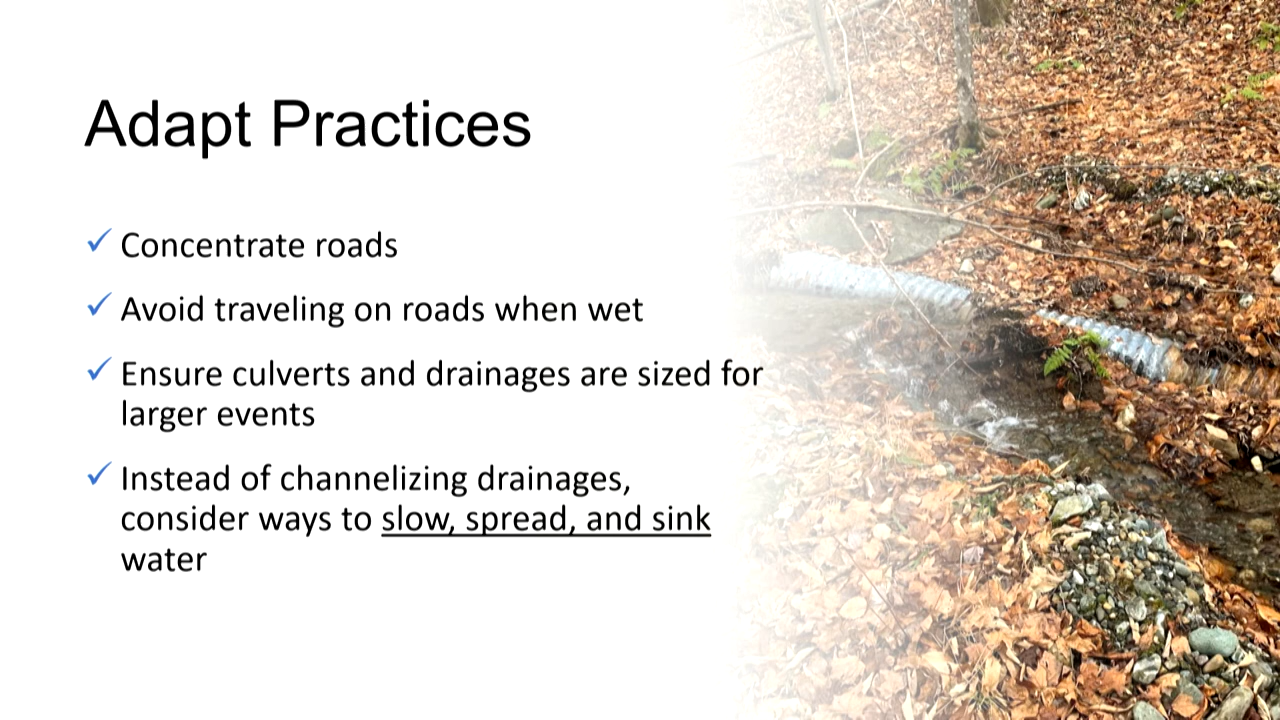 Adapt Practices
✓ Concentrate roads
✓ Avoid traveling on roads when wet
✓ Ensure culverts and drainages are sized for
larger events
✓ Instead of channelizing drainages,
consider ways to slow, spread, and sink
water